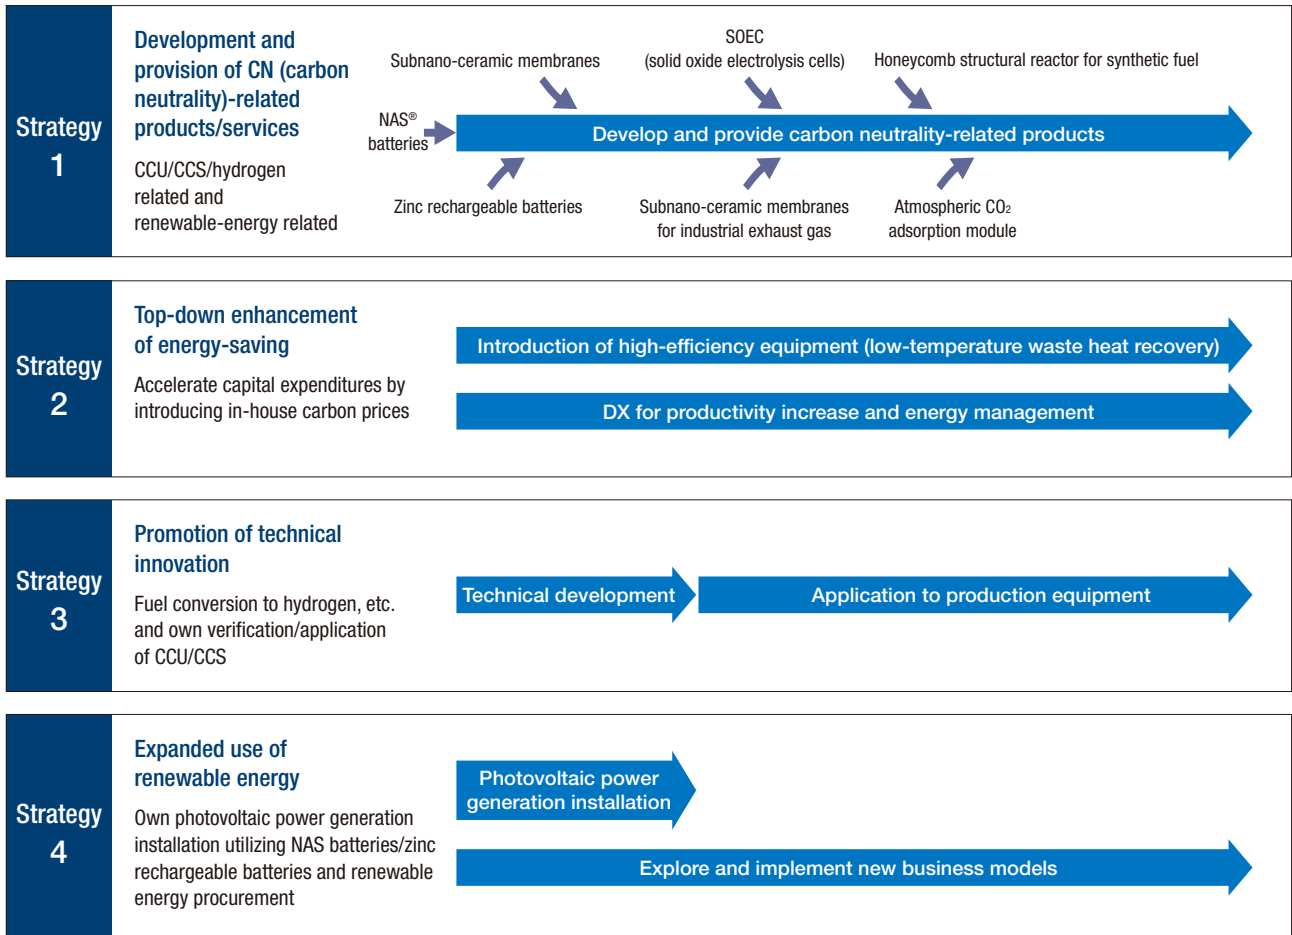 Strategy
1
Development and
provision of CN (carbon
neutrality)-related
products/services
CCU/CCS/hydrogen
related and
renewable-energy related
Subnano-ceramic membranes
SOEC
(solid oxide electrolysis cells)
Honeycomb structural reactor for synthetic fuel
NAS®
batteries
Develop and provide carbon neutrality-related products
Zinc rechargeable batteries
Subnano-ceramic membranes
for industrial exhaust gas
Atmospheric CO₂
adsorption module
Strategy
2
Top-down enhancement
of energy-saving
Accelerate capital expenditures by
introducing in-house carbon prices
Introduction of high-efficiency equipment (low-temperature waste heat recovery)
DX for productivity increase and energy management
Strategy
3
Promotion of technical
innovation
Fuel conversion to hydrogen, etc.
and own verification/application
of CCU/CCS
Technical development
Application to production equipment
Strategy
4
Expanded use of
renewable energy
Own photovoltaic power generation
installation utilizing NAS batteries/zinc
rechargeable batteries and renewable
energy procurement
Photovoltaic power
generation installation
Explore and implement new business models